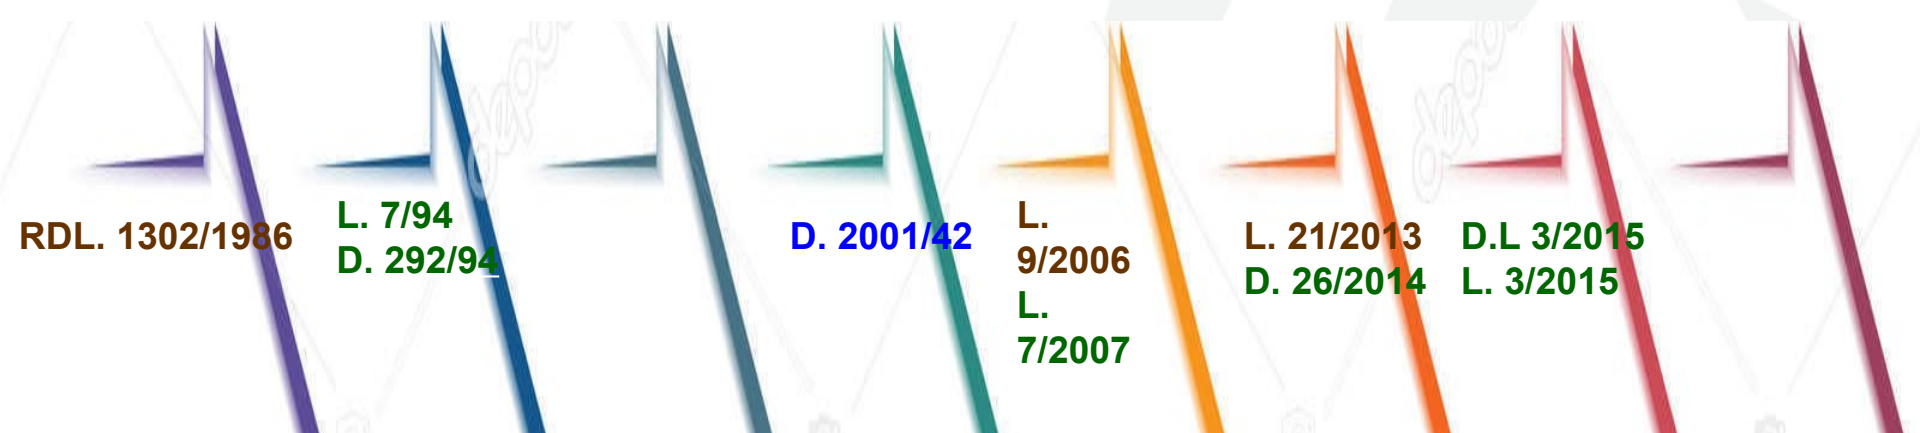 RDL. 1302/1986
L. 7/94
D. 292/94
D. 2001/42
L.
9/2006
L.
7/2007
L. 21/2013
D. 26/2014
D.L 3/2015
L. 3/2015